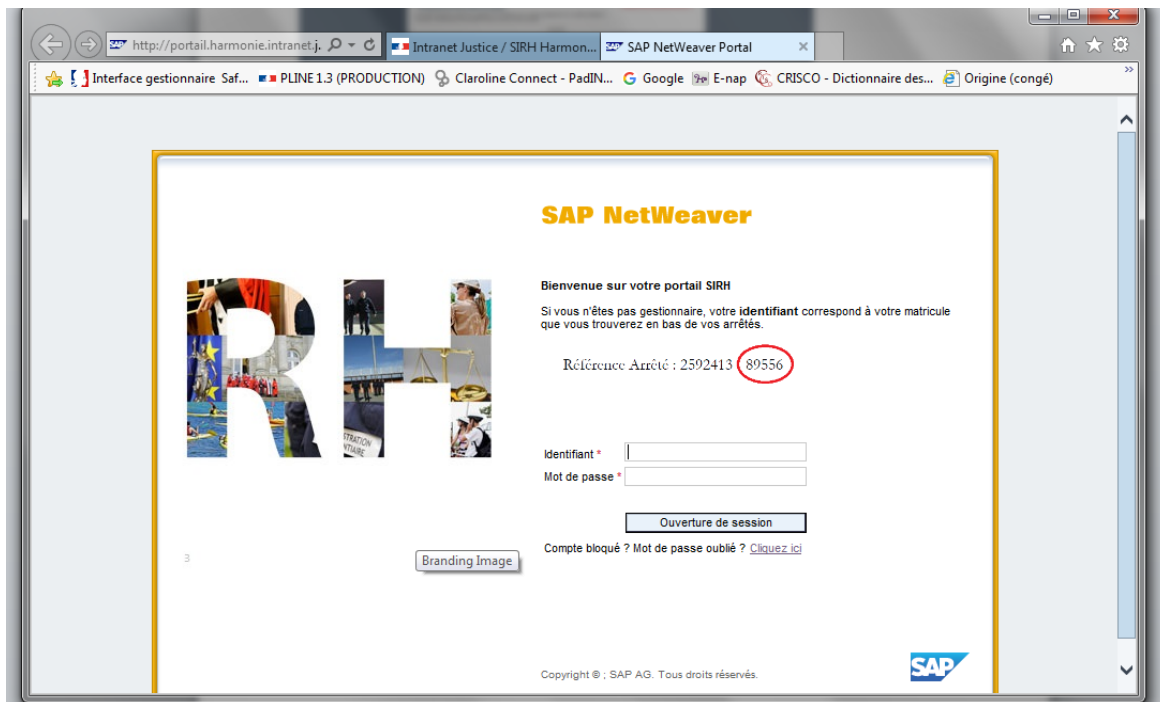 http://portail.harmonie.intranet.j.
Intranet Justice / SIRH Harmon...
SAP NetWeaver Portal
Interface gestionnaire Saf...
PLINE 1.3 (PRODUCTION)
Claroline Connect - PadIN...
Google
E-nap
CRISCO - Dictionnaire des...
Origine (congé)
SAP NetWeaver
RH
Bienvenue sur votre portail SIRH
Si vous n'êtes pas gestionnaire, votre identifiant correspond à votre matricule
que vous trouverez en bas de vos arrêtés.
Référence Arrêté : 2592413 89556
Identifiant *
Mot de passe *
Ouverture de session
Compte bloqué ? Mot de passe oublié ? Cliquez ici
3
Branding Image
Copyright © ; SAP AG. Tous droits réservés.
SAP